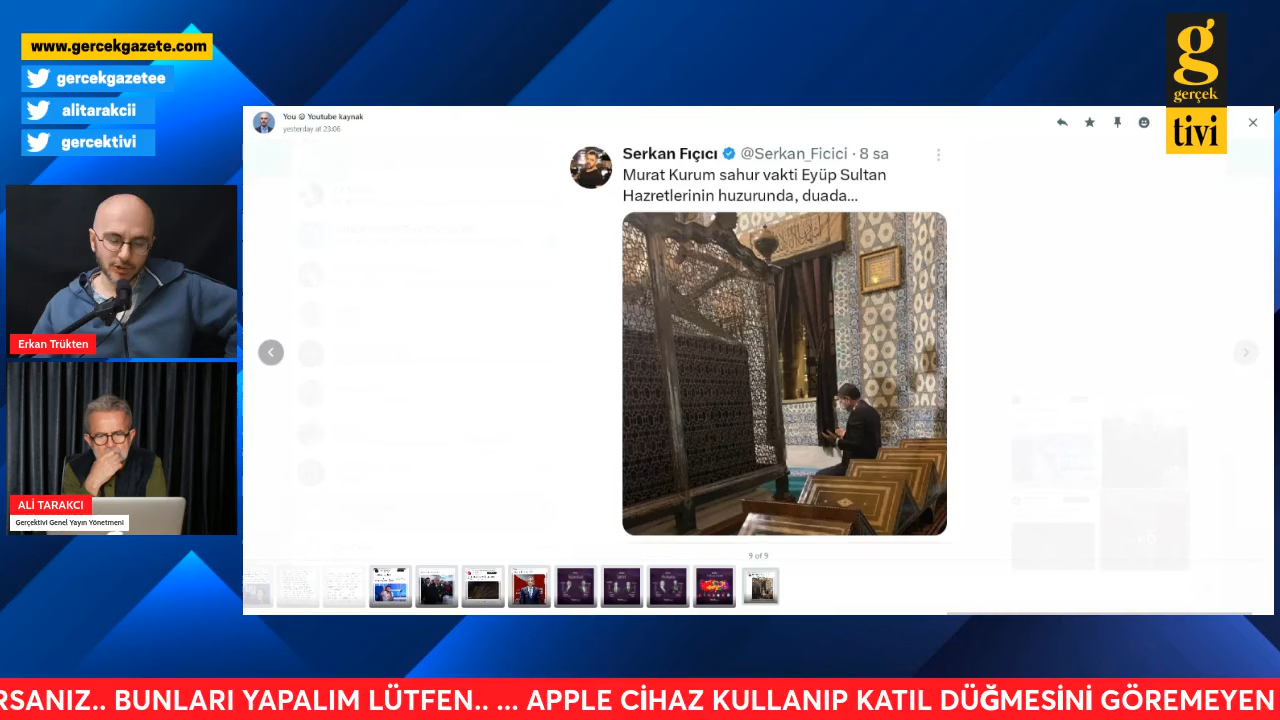 www.gercekgazete.com
gercekgazetee
alitarakcii
gercektivi
g
gerçek
tivi
You @ Youtube kaynak
yesterday at 23:06
Serkan Fıçıcı @Serkan_Ficici · 8 sa
Murat Kurum sahur vakti Eyüp Sultan
Hazretlerinin huzurunda, duada...
Erkan Trükten
ALİ TARAKCI
Gerçektivi Genel Yayın Yönetmeni
9 of 9
RSANIZ.. BUNLARI YAPALIM LÜTFEN.. ... APPLE CİHAZ KULLANIP KATIL DÜĞMESİNİ GÖREMEYEN